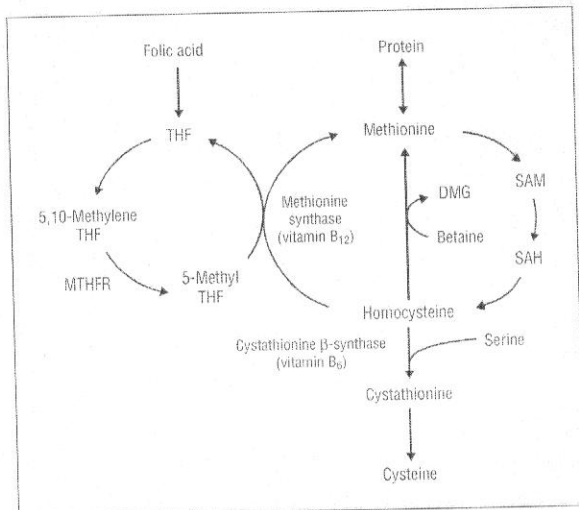 Folic acid
Protein
THF
Methionine
5,10-Methylene
THF
Methionine
synthase
(vitamin B₁₂)
DMG
SAM
Betaine
MTHFR
5-Methyl
THF
SAH
Homocysteine
Cystathionine β-synthase
(vitamin B₆)
Serine
Cystathionine
Cysteine